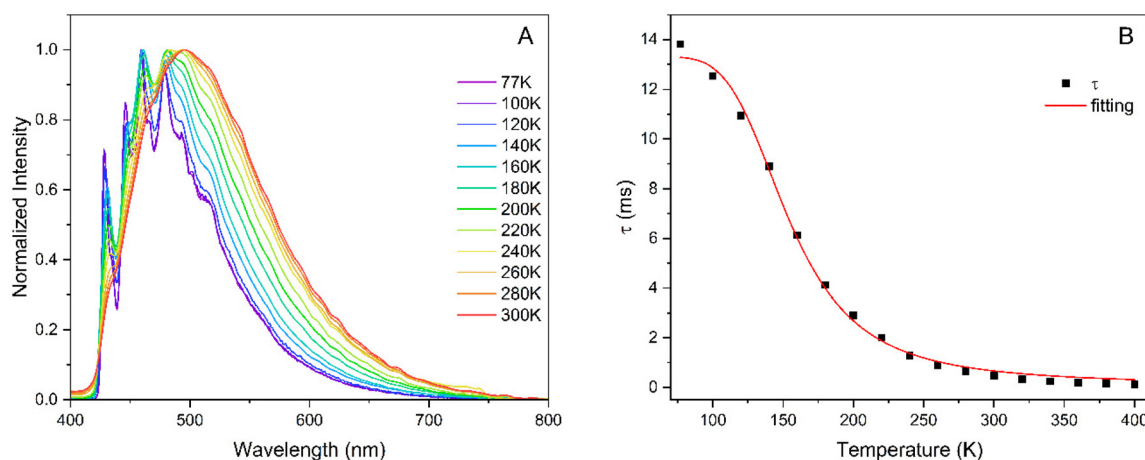 A
1.0
0.8
0.6
0.4
0.2
0.0
Normalized Intensity
77K
100K
120K
140K
160K
180K
200K
220K
240K
260K
280K
300K
400
500
600
700
800
Wavelength (nm)
B
14
12
10
8
6
4
2
0
τ (ms)
τ
fitting
100
150
200
250
300
350
400
Temperature (K)